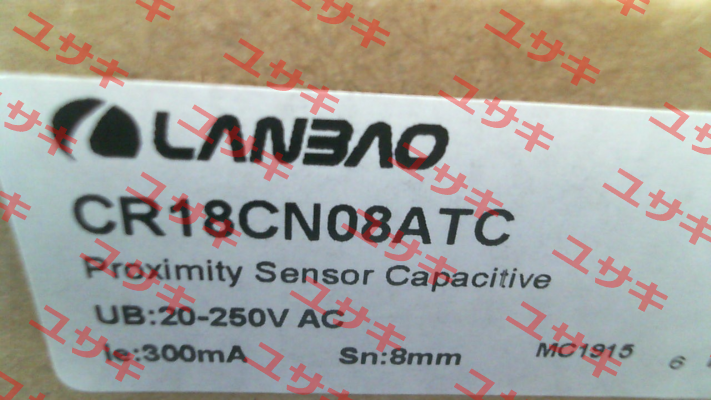 LANBAO
CR18CN08ATC
Proximity Sensor Capacitive
UB:20-250V AC
Ie:300mA Sn:8mm MC1915 6
ユサキ